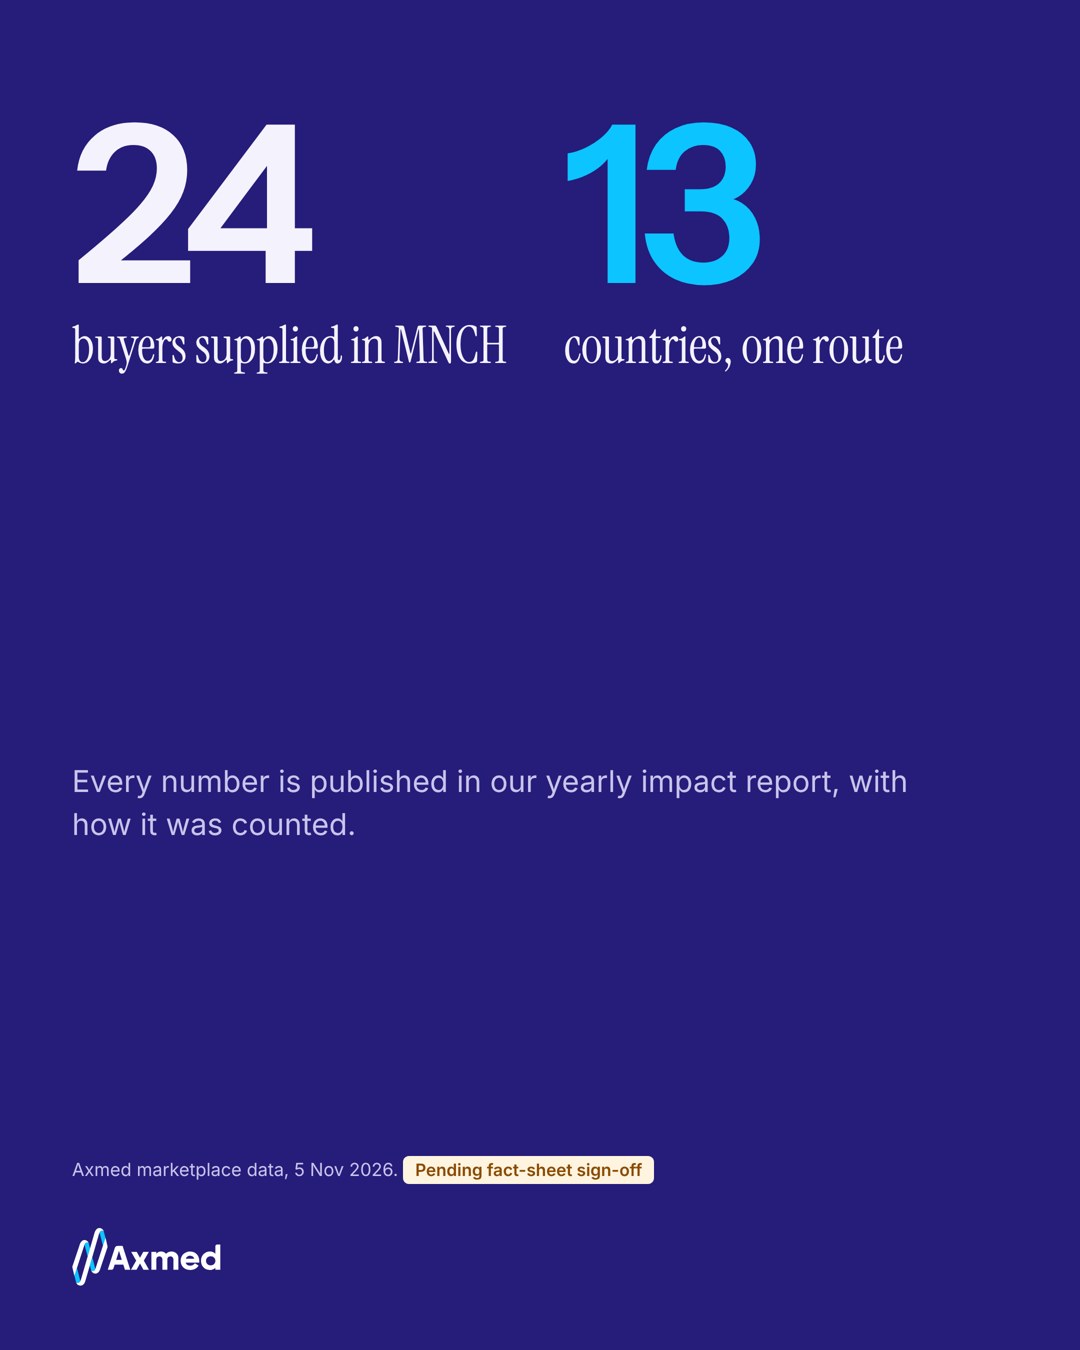 24
buyers supplied in MNCH
13
countries, one route
Every number is published in our yearly impact report, with
how it was counted.
Axmed marketplace data, 5 Nov 2026. Pending fact-sheet sign-off
Axmed